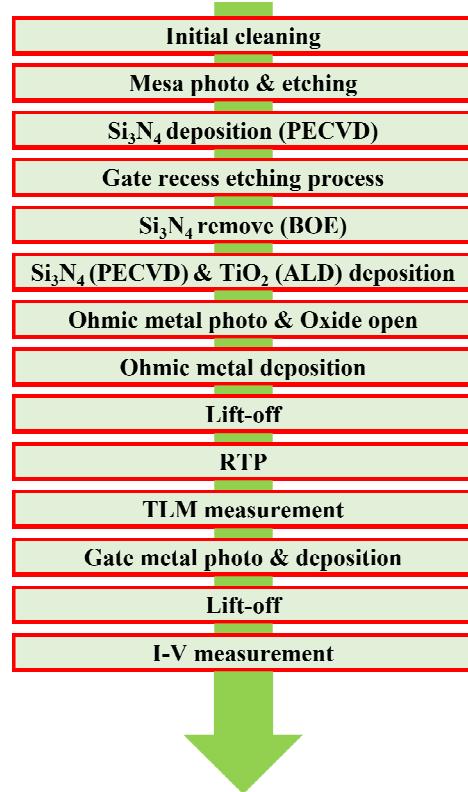 Initial cleaning
Mesa photo & etching
Si₃N₄ deposition (PECVD)
Gate recess etching process
Si₃N₄ remove (BOE)
Si₃N₄ (PECVD) & TiO₂ (ALD) deposition
Ohmic metal photo & Oxide open
Ohmic metal deposition
Lift-off
RTP
TLM measurement
Gate metal photo & deposition
Lift-off
I-V measurement